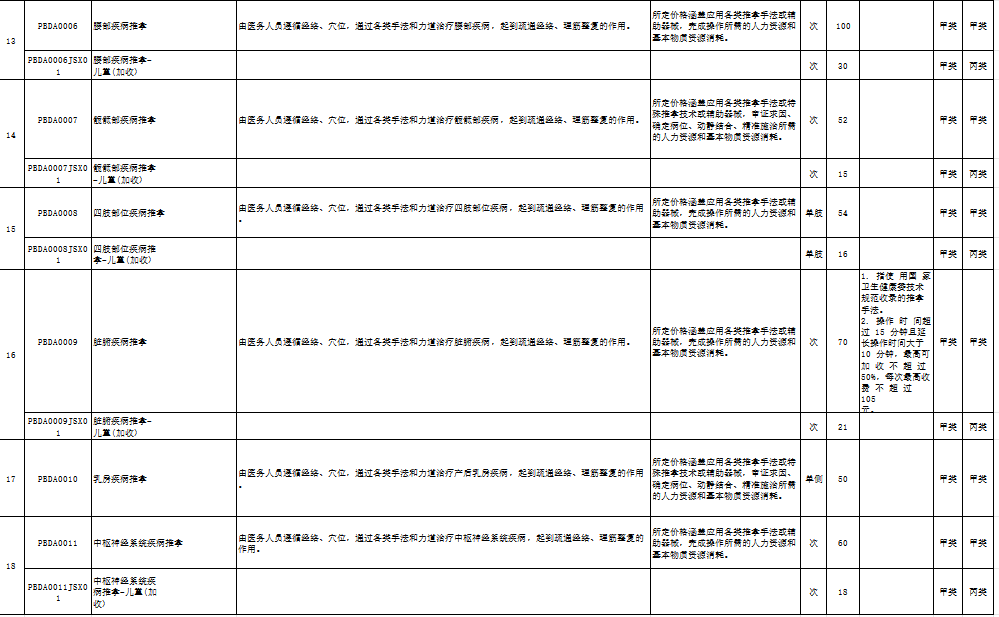 13
PBDA0006
腰部疾病推拿
由医务人员遵循经络、穴位，通过各类手法和力道治疗腰部疾病，起到疏通经络、理筋整复的作用。
所定价格涵盖应用各类推拿手法或辅
助器械，完成操作所需的人力资源和
基本物质资源消耗。
次
100
甲类
甲类
PBDA0006JSX0
1
腰部疾病推拿-
儿童(加收)
次
30
甲类
丙类
14
PBDA0007
髋骶部疾病推拿
由医务人员遵循经络、穴位，通过各类手法和力道治疗髋骶部疾病，起到疏通经络、理筋整复的作用。
所定价格涵盖应用各类推拿手法或特
殊推拿技术或辅助器械，审证求因、
确定病位、动静结合、精准施治所需
的人力资源和基本物质资源消耗。
次
52
甲类
甲类
PBDA0007JSX0
1
髋骶部疾病推拿
-儿童(加收)
次
15
甲类
丙类
15
PBDA0008
四肢部位疾病推拿
由医务人员遵循经络、穴位，通过各类手法和力道治疗四肢部位疾病，起到疏通经络、理筋整复的作用
。
所定价格涵盖应用各类推拿手法或辅
助器械，完成操作所需的人力资源和
基本物质资源消耗。
单肢
54
甲类
甲类
PBDA0008JSX0
1
四肢部位疾病推
拿-儿童(加收)
单肢
16
甲类
丙类
16
PBDA0009
脏腑疾病推拿
由医务人员遵循经络、穴位，通过各类手法和力道治疗脏腑疾病，起到疏通经络、理筋整复的作用。
所定价格涵盖应用各类推拿手法或辅
助器械，完成操作所需的人力资源和
基本物质资源消耗。
次
70
1. 指使 用国 家
卫生健康委技术
规范收录的推拿
手法。
2. 操作 时 间超
过 15 分钟且延
长操作时间大于
10 分钟，最高可
加 收 不 超 过
50%，每次最高收
费 不 超 过
105
元。
甲类
甲类
PBDA0009JSX0
1
脏腑疾病推拿-
儿童(加收)
次
21
甲类
丙类
17
PBDA0010
乳房疾病推拿
由医务人员遵循经络、穴位，通过各类手法和力道治疗产后乳房疾病，起到疏通经络、理筋整复的作用
。
所定价格涵盖应用各类推拿手法或特
殊推拿技术或辅助器械，审证求因、
确定病位、动静结合、精准施治所需
的人力资源和基本物质资源消耗。
单侧
50
甲类
甲类
18
PBDA0011
中枢神经系统疾病推拿
由医务人员遵循经络、穴位，通过各类手法和力道治疗中枢神经系统疾病，起到疏通经络、理筋整复的
作用。
所定价格涵盖应用各类推拿手法或辅
助器械，完成操作所需的人力资源和
基本物质资源消耗。
次
60
甲类
甲类
PBDA0011JSX0
1
中枢神经系统疾
病推拿-儿童(加
收)
次
18
甲类
丙类